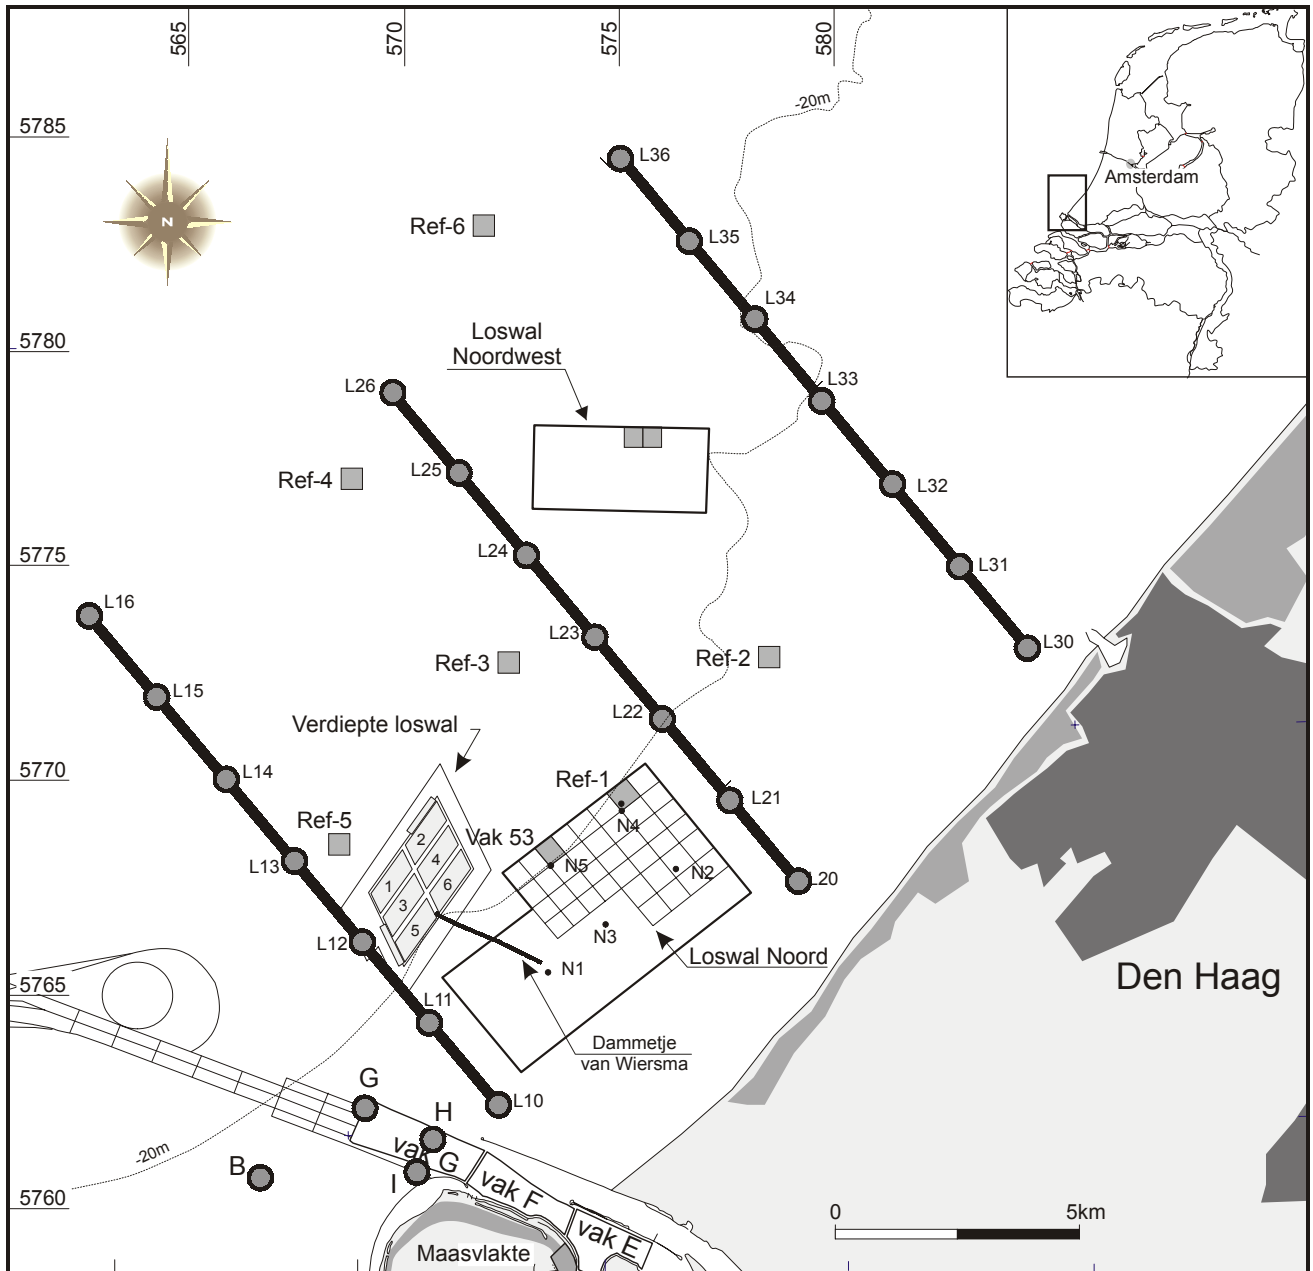 565
570
575
580
-20m
5785
L36
Amsterdam
N
Ref-6
L35
L34
5780
Loswal
Noordwest
L33
L26
L25
Ref-4
L32
L24
5775
L31
L16
L23
L30
Ref-3
Ref-2
L15
L22
Verdiepte loswal
5770
L14
Ref-1
L21
Ref-5
N4
2
Vak 53
L13
4
N5
N2
1
6
L20
3
5
L12
N3
Loswal Noord
N1
Den Haag
5765
L11
Dammetje
van Wiersma
G
L10
H
vak G
-20m
B
I
vak F
5760
0
5km
vak E
Maasvlakte